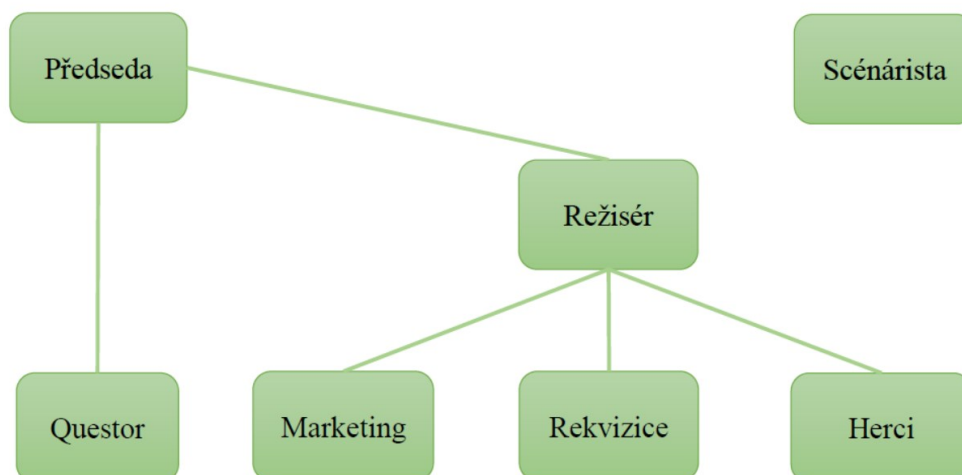 Předseda
Scénárista
Režisér
Questor
Marketing
Rekvizice
Herci